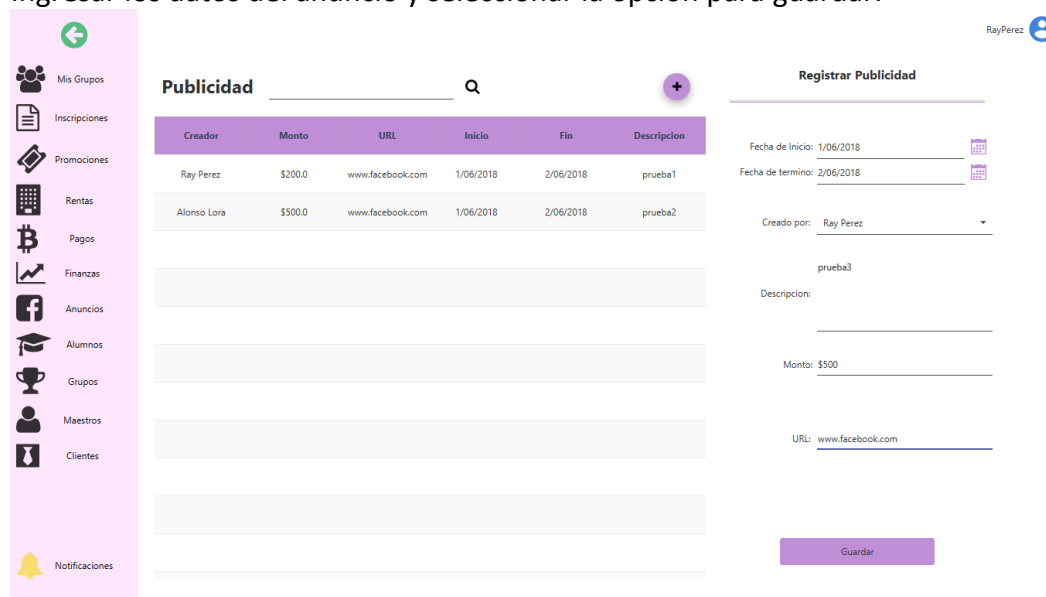 ingresar los datos del anuncio y seleccionar la opción para guardar.
RayPerez
Mis Grupos
Inscripciones
Promociones
Rentas
Pagos
Finanzas
Anuncios
Alumnos
Grupos
Maestros
Clientes
Notificaciones
Publicidad
Creador Monto URL Inicio Fin Descripcion
Ray Perez $200.0 www.facebook.com 1/06/2018 2/06/2018 prueba1
Alonso Lora $500.0 www.facebook.com 1/06/2018 2/06/2018 prueba2
Registrar Publicidad
Fecha de Inicio: 1/06/2018
Fecha de termino: 2/06/2018
Creado por: Ray Perez
prueba3
Descripcion:
Monto: $500
URL: www.facebook.com
Guardar